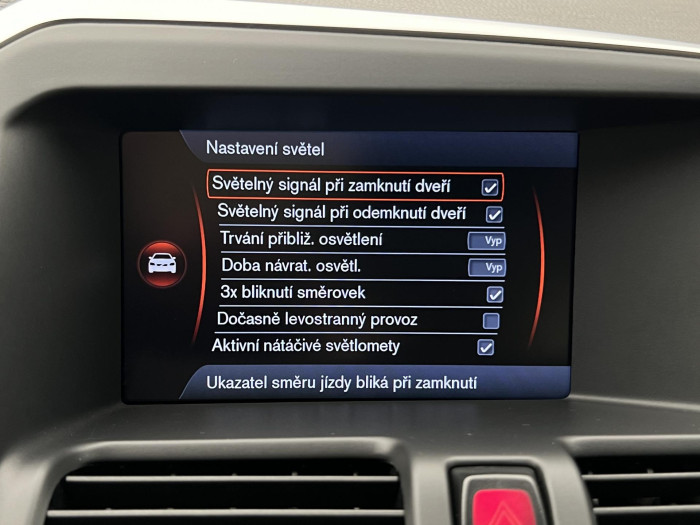 Nastavení světel
Světelný signál při zamknutí dveří
Světelný signál při odemknutí dveří
Trvání přibliž. osvětlení Vyp
Doba návrat. osvětl. Vyp
3x bliknutí směrovek
Dočasně levostranný provoz
Aktivní nátáčivé světlomety
Ukazatel směru jízdy bliká při zamknutí